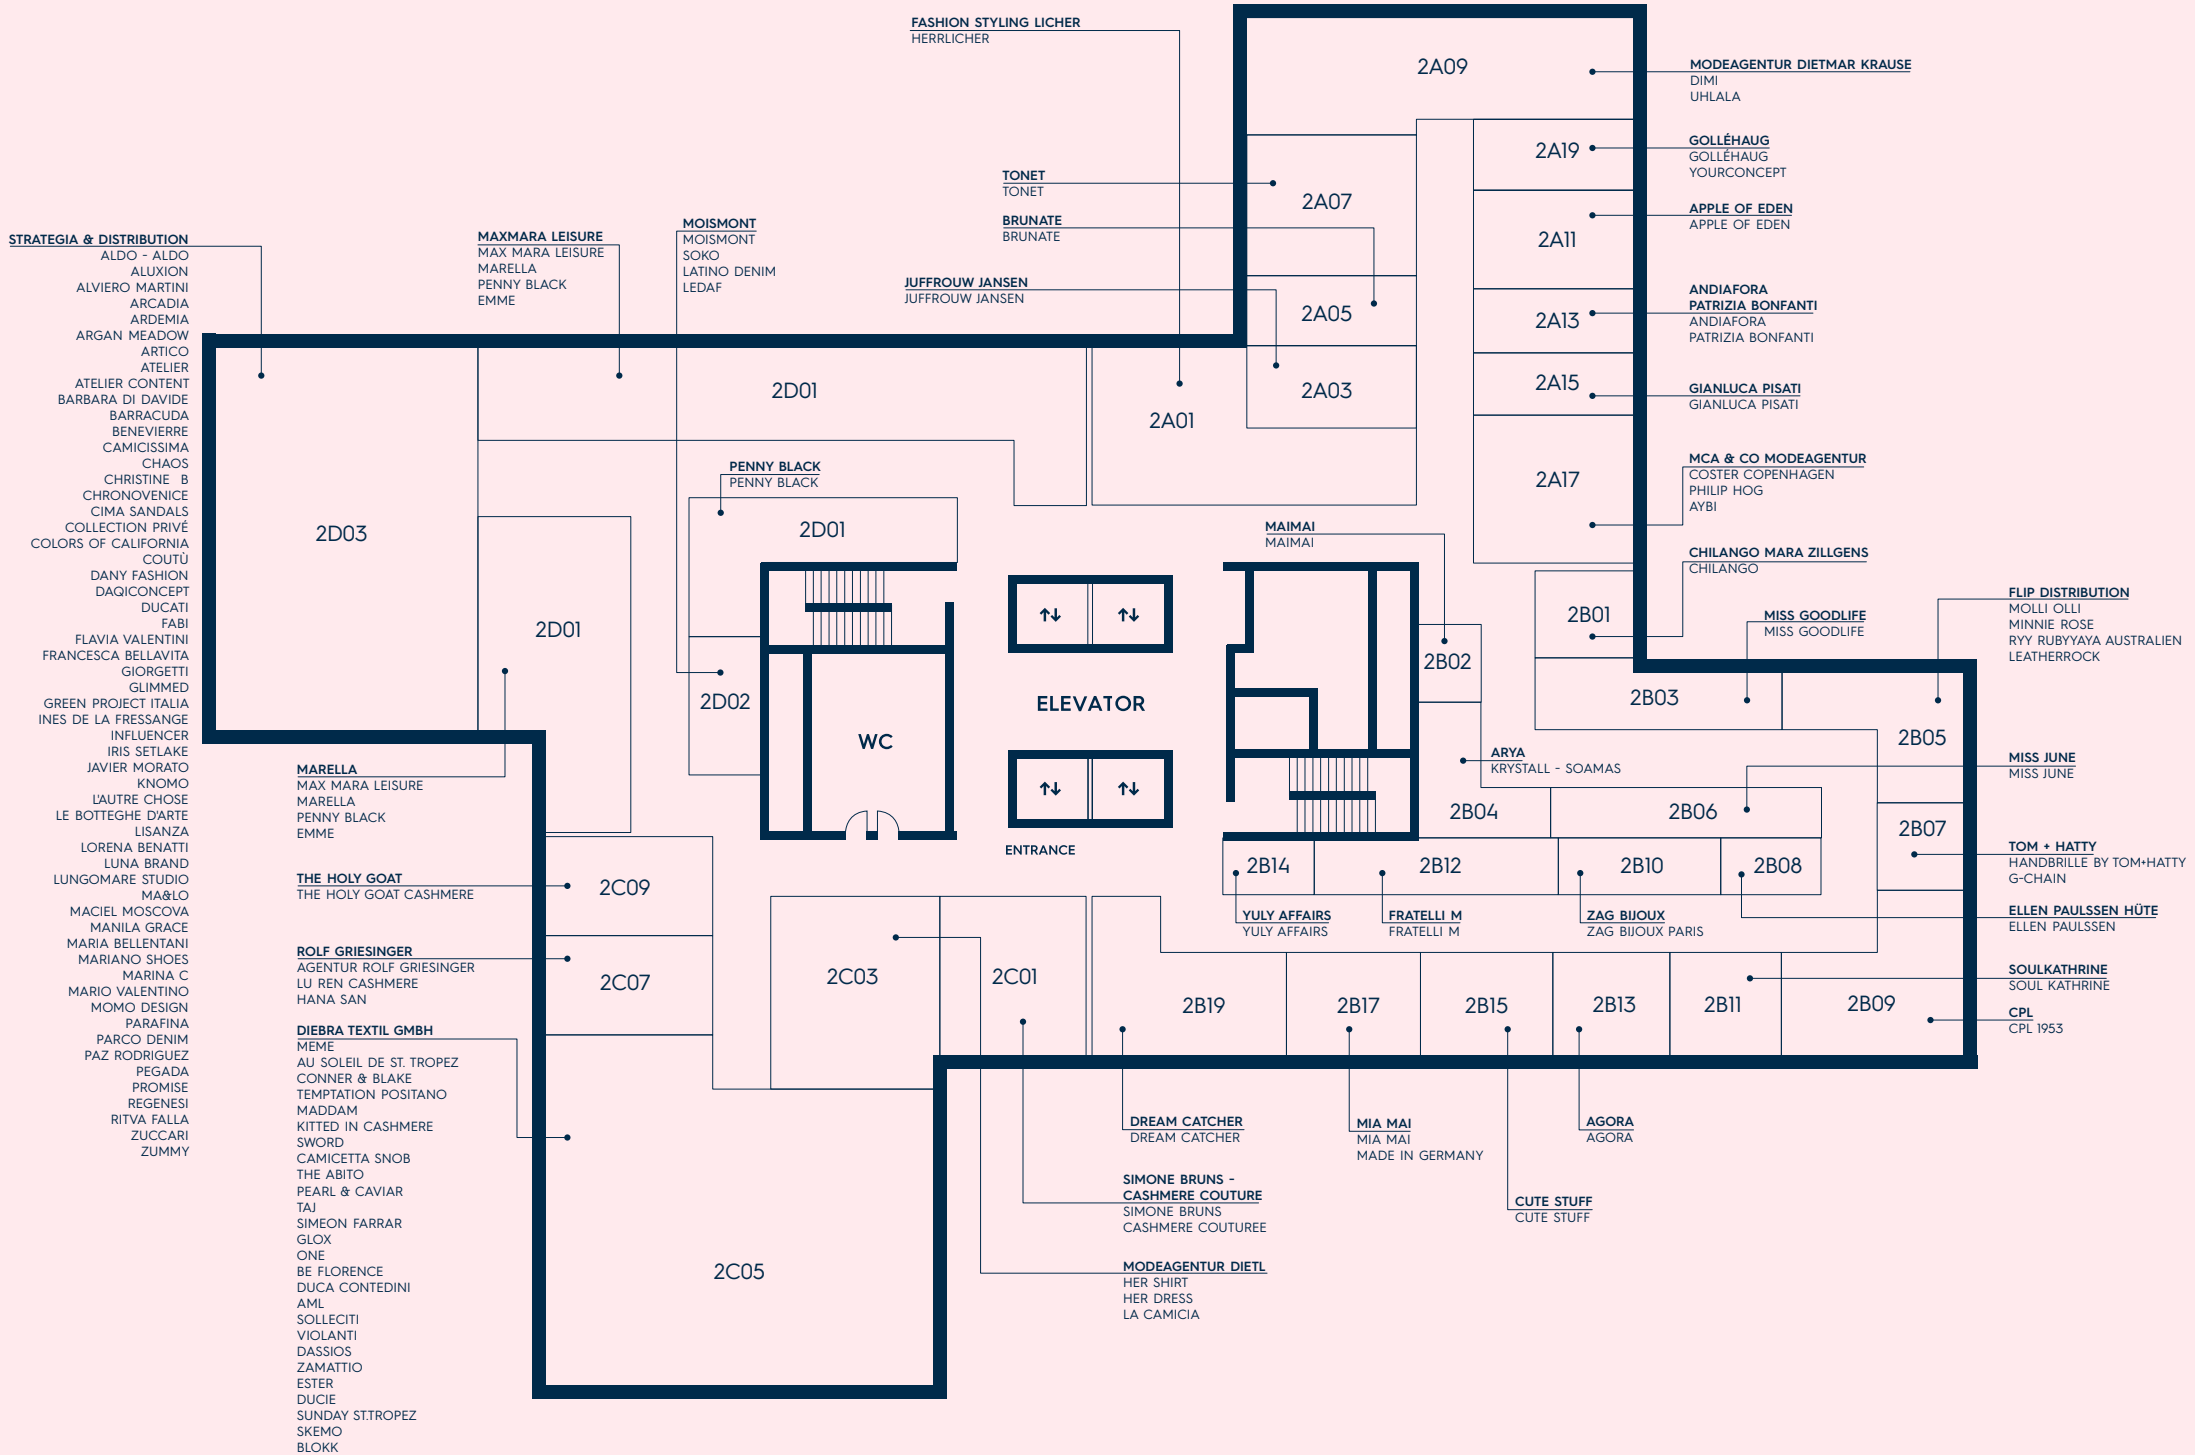 FASHION STYLING LICHER
HERRLICHER
2A09
MODEAGENTUR DIETMAR KRAUSE
DIMI
UHLALA
2A19
GOLLÉHAUG
GOLLÉHAUG
YOURCONCEPT
TONET
TONET
2A07
APPLE OF EDEN
APPLE OF EDEN
2A11
BRUNATE
BRUNATE
JUFFROUW JANSEN
JUFFROUW JANSEN
2A05
ANDIAFORA
PATRIZIA BONFANTI
ANDIAFORA
PATRIZIA BONFANTI
2A13
2A03
2A15
GIANLUCA PISATI
GIANLUCA PISATI
2A01
2A17
MCA & CO MODEAGENTUR
COSTER COPENHAGEN
PHILIP HOG
AYBI
CHILANGO MARA ZILLGENS
CHILANGO
MOISMONT
MOISMONT
SOKO
LATINO DENIM
LEDAF
MAXMARA LEISURE
MAX MARA LEISURE
MARELLA
PENNY BLACK
EMME
STRATEGIA & DISTRIBUTION
ALDO - ALDO
ALUXION
ALVIERO MARTINI
ARCADIA
ARDEMIA
ARGAN MEADOW
ARTICO
ATELIER
ATELIER CONTENT
BARBARA DI DAVIDE
BARRACUDA
BENEVIERRE
CAMICISSIMA
CHAOS
CHRISTINE  B
CHRONOVENICE
CIMA SANDALS
COLLECTION PRIVÉ
COLORS OF CALIFORNIA
COUTÙ
DANY FASHION
DAQICONCEPT
DUCATI
FABI
FLAVIA VALENTINI
FRANCESCA BELLAVITA
GIORGETTI
GLIMMED
GREEN PROJECT ITALIA
INES DE LA FRESSANGE
INFLUENCER
IRIS SETLAKE
JAVIER MORATO
KNOMO
L'AUTRE CHOSE
LE BOTTEGHE D'ARTE
LISANZA
LORENA BENATTI
LUNA BRAND
LUNGOMARE STUDIO
MA&LO
MACIEL MOSCOVA
MANILA GRACE
MARIA BELLENTANI
MARIANO SHOES
MARINA C
MARIO VALENTINO
MOMO DESIGN
PARAFINA
PARCO DENIM
PAZ RODRIGUEZ
PEGADA
PROMISE
REGENESI
RITVA FALLA
ZUCCARI
ZUMMY
2D01
PENNY BLACK
PENNY BLACK
2D01
2D03
2D01
2D02
MAIMAI
MAIMAI
2B02
2B01
MISS GOODLIFE
MISS GOODLIFE
2B03
FLIP DISTRIBUTION
MOLLI OLLI
MINNIE ROSE
RYY RUBYYAYA AUSTRALIEN
LEATHERROCK
2B05
ELEVATOR
WC
ENTRANCE
ARYA
KRYSTALL - SOAMAS
2B04
2B06
MISS JUNE
MISS JUNE
2B07
TOM + HATTY
HANDBRILLE BY TOM+HATTY
G-CHAIN
2B14
2B12
2B10
2B08
ELLEN PAULSSEN HÜTE
ELLEN PAULSSEN
YULY AFFAIRS
YULY AFFAIRS
FRATELLI M
FRATELLI M
ZAG BIJOUX
ZAG BIJOUX PARIS
SOULKATHRINE
SOUL KATHRINE
CPL
CPL 1953
MARELLA
MAX MARA LEISURE
MARELLA
PENNY BLACK
EMME
THE HOLY GOAT
THE HOLY GOAT CASHMERE
2C09
ROLF GRIESINGER
AGENTUR ROLF GRIESINGER
LU REN CASHMERE
HANA SAN
2C07
2C03
2C01
2B19
2B17
2B15
2B13
2B11
2B09
DIEBRA TEXTIL GMBH
MEME
AU SOLEIL DE ST. TROPEZ
CONNER & BLAKE
TEMPTATION POSITANO
MADDAM
KITTED IN CASHMERE
SWORD
CAMICETTA SNOB
THE ABITO
PEARL & CAVIAR
TAJ
SIMEON FARRAR
GLOX
ONE
BE FLORENCE
DUCA CONTEDINI
AML
SOLLECITI
VIOLANTI
DASSIOS
ZAMATTIO
ESTER
DUCIE
SUNDAY ST.TROPEZ
SKEMO
BLOKK
2C05
DREAM CATCHER
DREAM CATCHER
MIA MAI
MIA MAI
MADE IN GERMANY
AGORA
AGORA
SIMONE BRUNS -
CASHMERE COUTURE
SIMONE BRUNS
CASHMERE COUTUREE
CUTE STUFF
CUTE STUFF
MODEAGENTUR DIETL
HER SHIRT
HER DRESS
LA CAMICIA